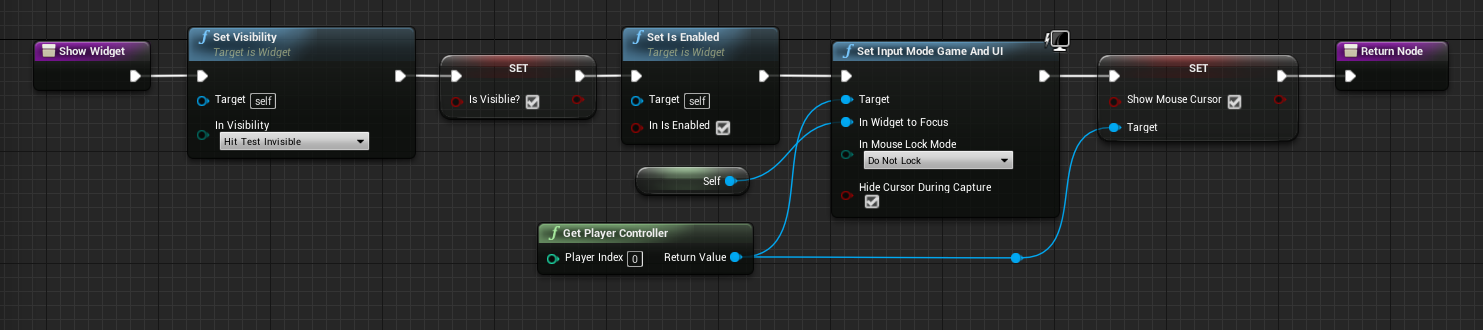 Show Widget
f Set Visibility
Target is Widget
Target self
In Visibility
Hit Test Invisible
SET
Is Visiblie?
f Set Is Enabled
Target is Widget
Target self
In Is Enabled
Self
f Get Player Controller
Player Index 0 Return Value
f Set Input Mode Game And UI
Target
In Widget to Focus
In Mouse Lock Mode
Do Not Lock
Hide Cursor During Capture
SET
Show Mouse Cursor
Target
Return Node